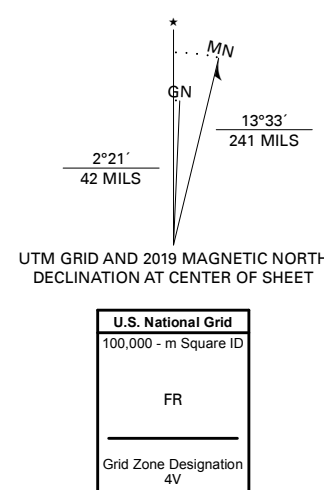 ★
MN
GN
13°33´
241 MILS
2°21´
42 MILS
UTM GRID AND 2019 MAGNETIC NORTH
DECLINATION AT CENTER OF SHEET
U.S. National Grid
100,000 - m Square ID
FR
Grid Zone Designation
4V